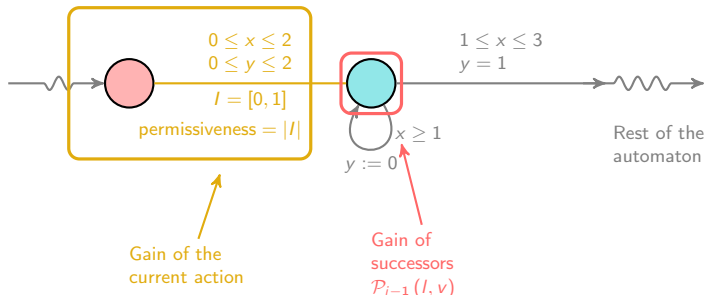 0 ≤ x ≤ 2
0 ≤ y ≤ 2
I = [0, 1]
permissiveness = |I|
1 ≤ x ≤ 3
y = 1
x ≥ 1
y := 0
Rest of the
automaton
Gain of the
current action
Gain of
successors
𝒫ᵢ₋₁(I, v)